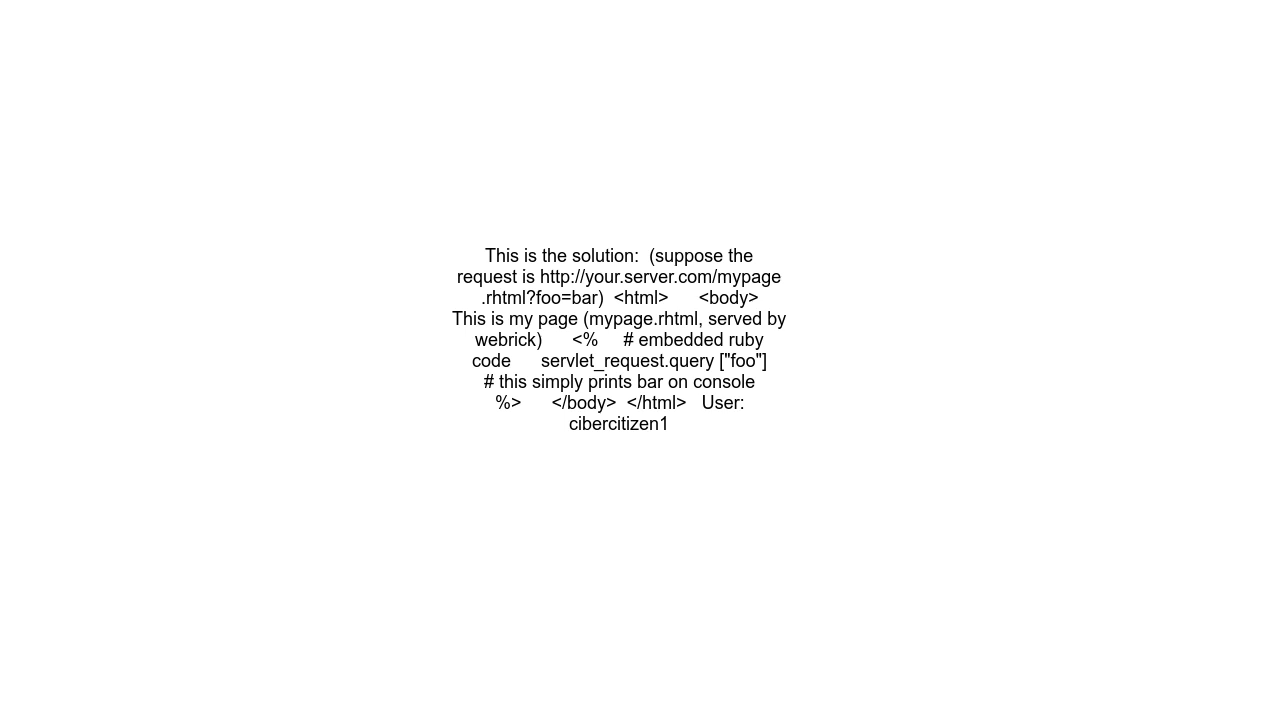 This is the solution:  (suppose the
request is http://your.server.com/mypage
.rhtml?foo=bar)  <html>      <body>
This is my page (mypage.rhtml, served by
webrick)      <%     # embedded ruby
code      servlet_request.query ["foo"]
# this simply prints bar on console
%>      </body>  </html>   User:
cibercitizen1